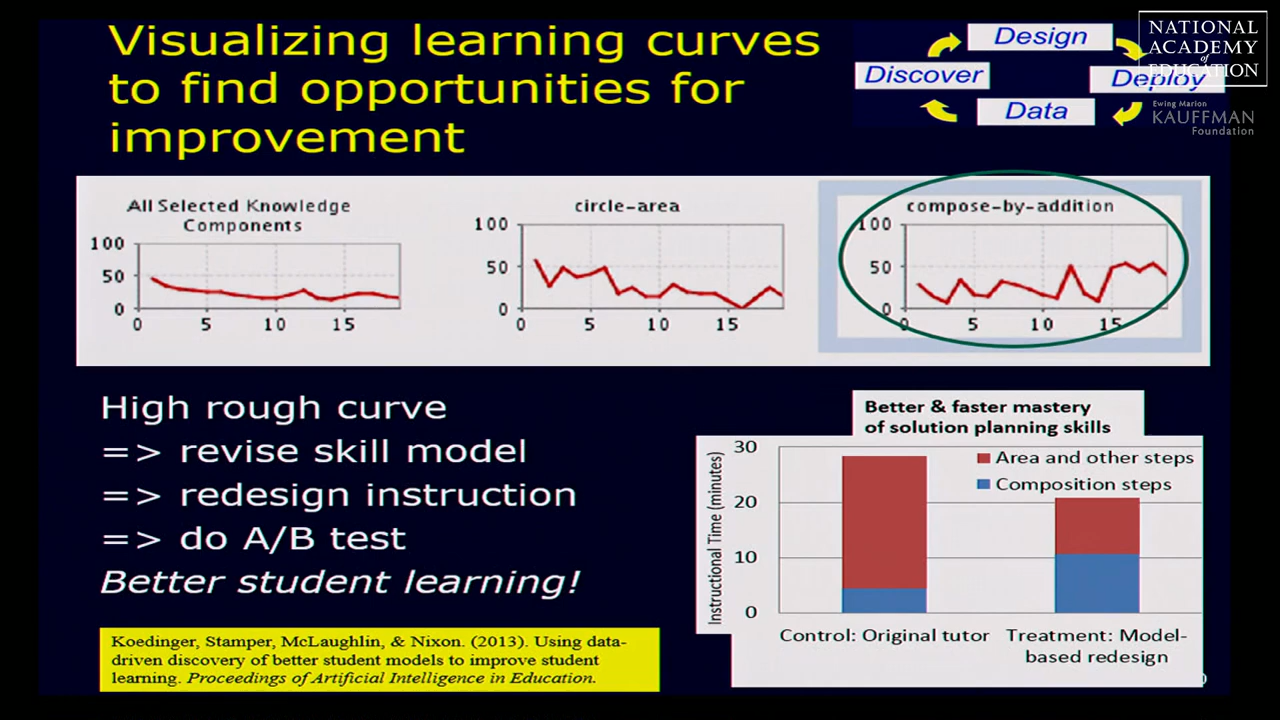 Visualizing learning curves
to find opportunities for
improvement
Design
Discover
Deploy
Data
NATIONAL
ACADEMY
of
EDUCATION
Ewing Marion
KAUFFMAN
Foundation
All Selected Knowledge
Components
100
50
0
0 5 10 15
circle-area
100
50
0
0 5 10 15
compose-by-addition
100
50
0
0 5 10 15
High rough curve
=> revise skill model
=> redesign instruction
=> do A/B test
Better student learning!
Koedinger, Stamper, McLaughlin, & Nixon. (2013). Using data-
driven discovery of better student models to improve student
learning. Proceedings of Artificial Intelligence in Education.
Better & faster mastery
of solution planning skills
Instructional Time (minutes)
30
20
10
0
Area and other steps
Composition steps
Control: Original tutor
Treatment: Model-
based redesign